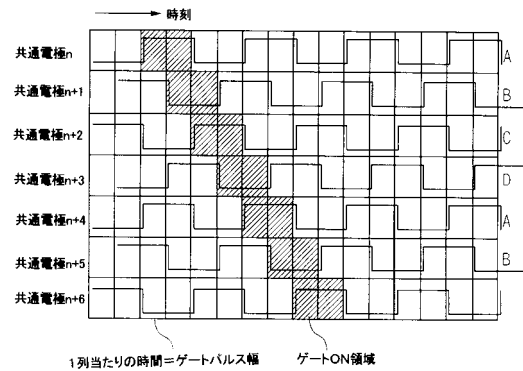 時刻
共通電極n
A
共通電極n+1
B
共通電極n+2
C
共通電極n+3
D
共通電極n+4
A
共通電極n+5
B
共通電極n+6
1列当たりの時間=ゲートパルス幅
ゲートON領域